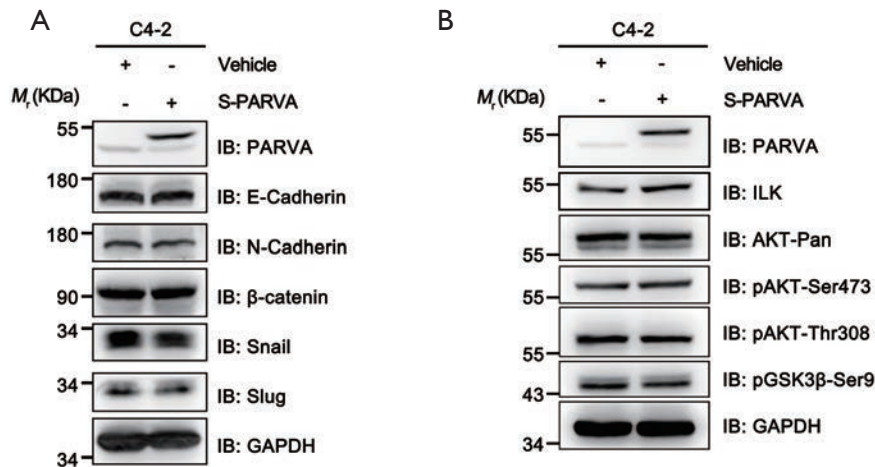 A
C4-2
+ - Vehicle
Mr(KDa) - + S-PARVA
55 IB: PARVA
180 IB: E-Cadherin
180 IB: N-Cadherin
90 IB: β-catenin
34 IB: Snail
34 IB: Slug
34 IB: GAPDH
B
C4-2
+ - Vehicle
Mr(KDa) - + S-PARVA
55 IB: PARVA
55 IB: ILK
55 IB: AKT-Pan
55 IB: pAKT-Ser473
55 IB: pAKT-Thr308
43 IB: pGSK3β-Ser9
34 IB: GAPDH